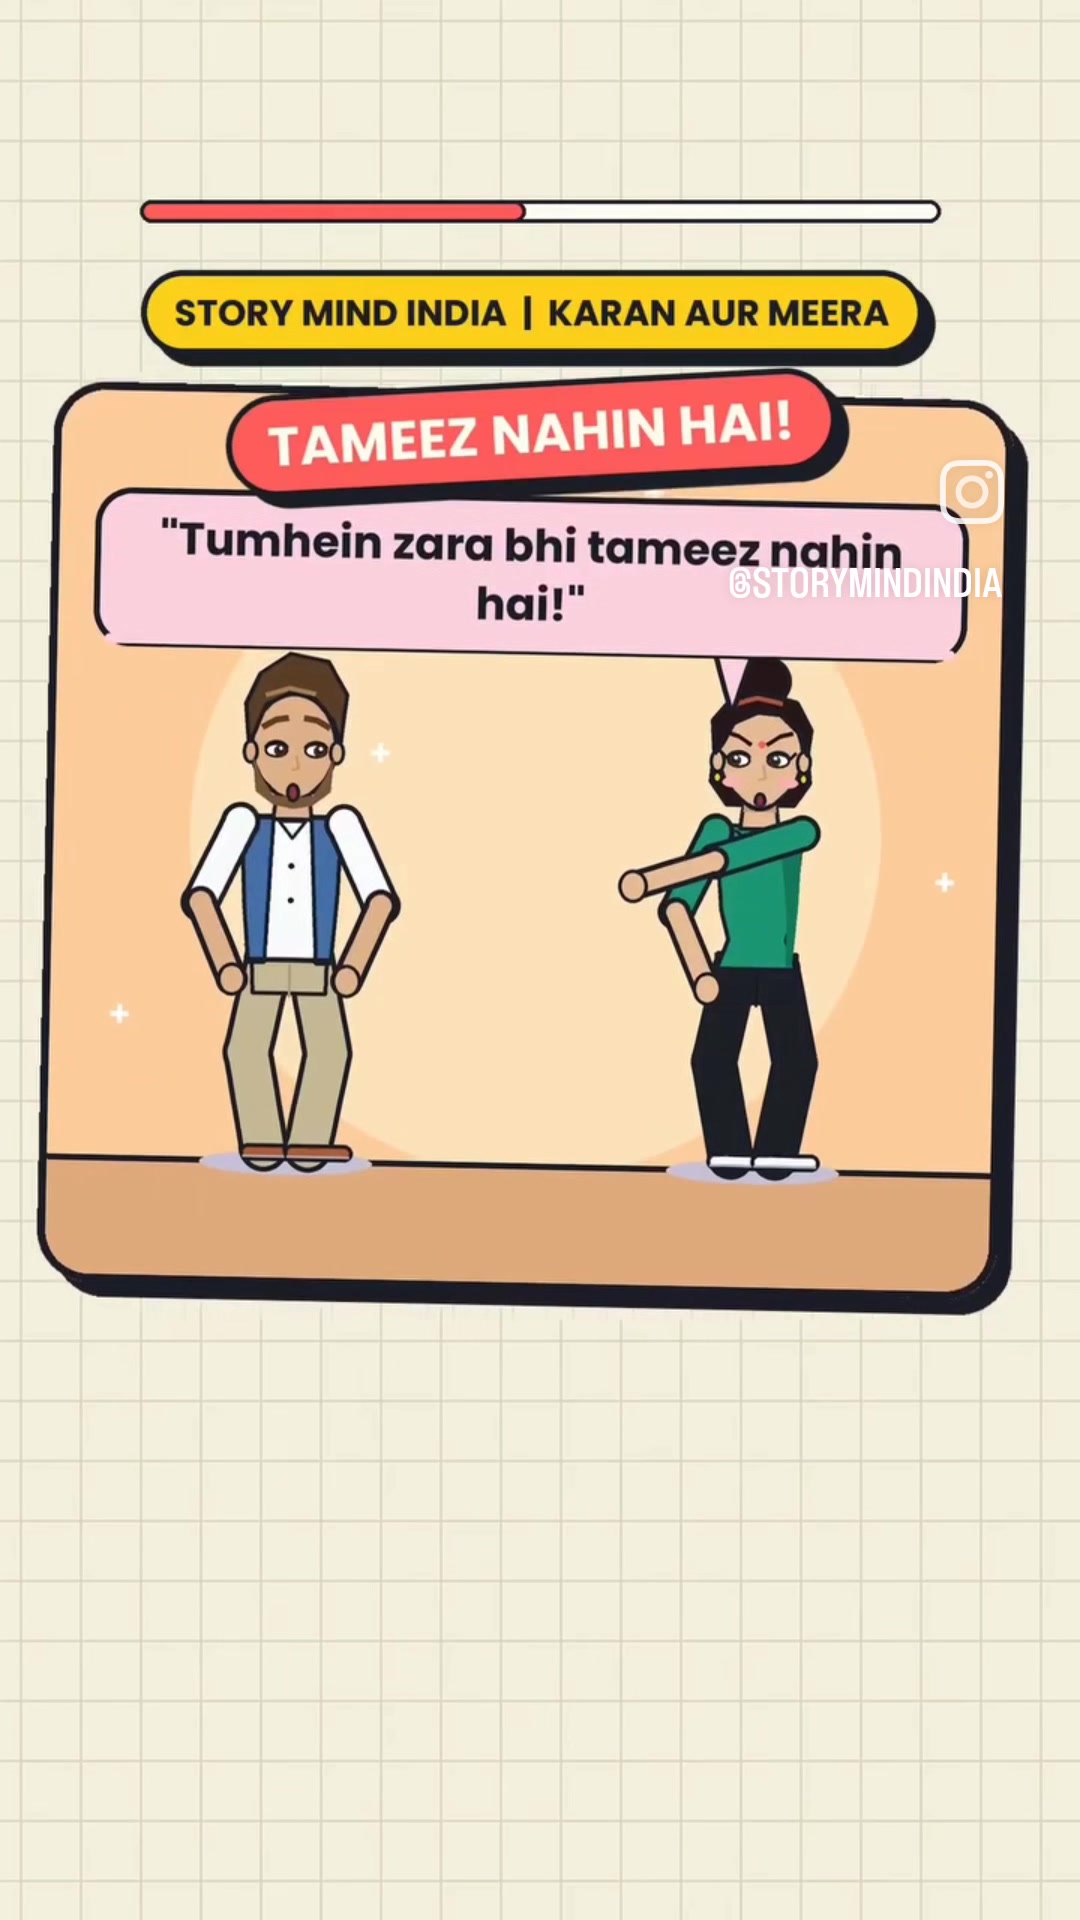 STORY MIND INDIA | KARAN AUR MEERA
TAMEEZ NAHIN HAI!
"Tumhein zara bhi tameez nahin
hai!"
@STORYMINDINDIA